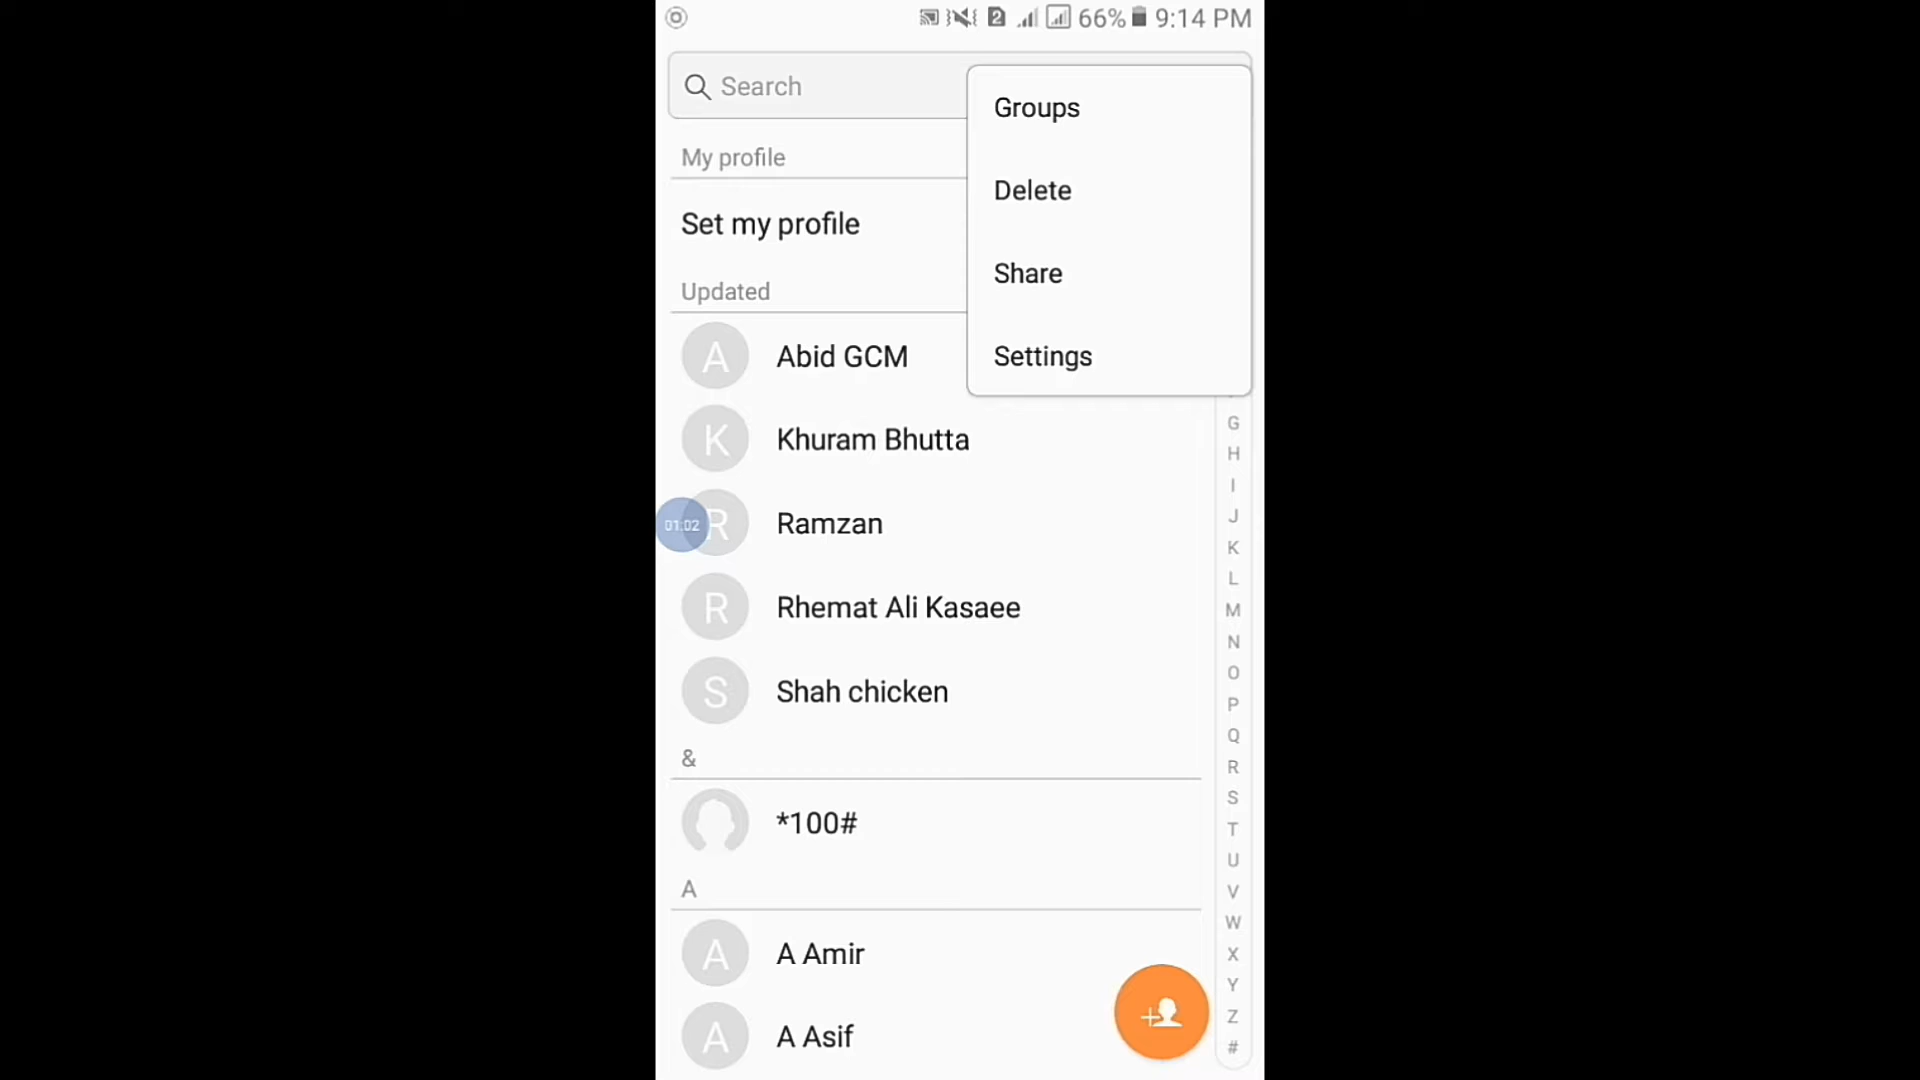 2 66% 9:14 PM
Search
Groups
My profile
Delete
Set my profile
Share
Updated
A Abid GCM
Settings
K Khuram Bhutta
01:02 R Ramzan
R Rhemat Ali Kasaee
S Shah chicken
&
*100#
A
A A Amir
A A Asif
G
H
I
J
K
L
M
N
O
P
Q
R
S
T
U
V
W
X
Y
Z
#